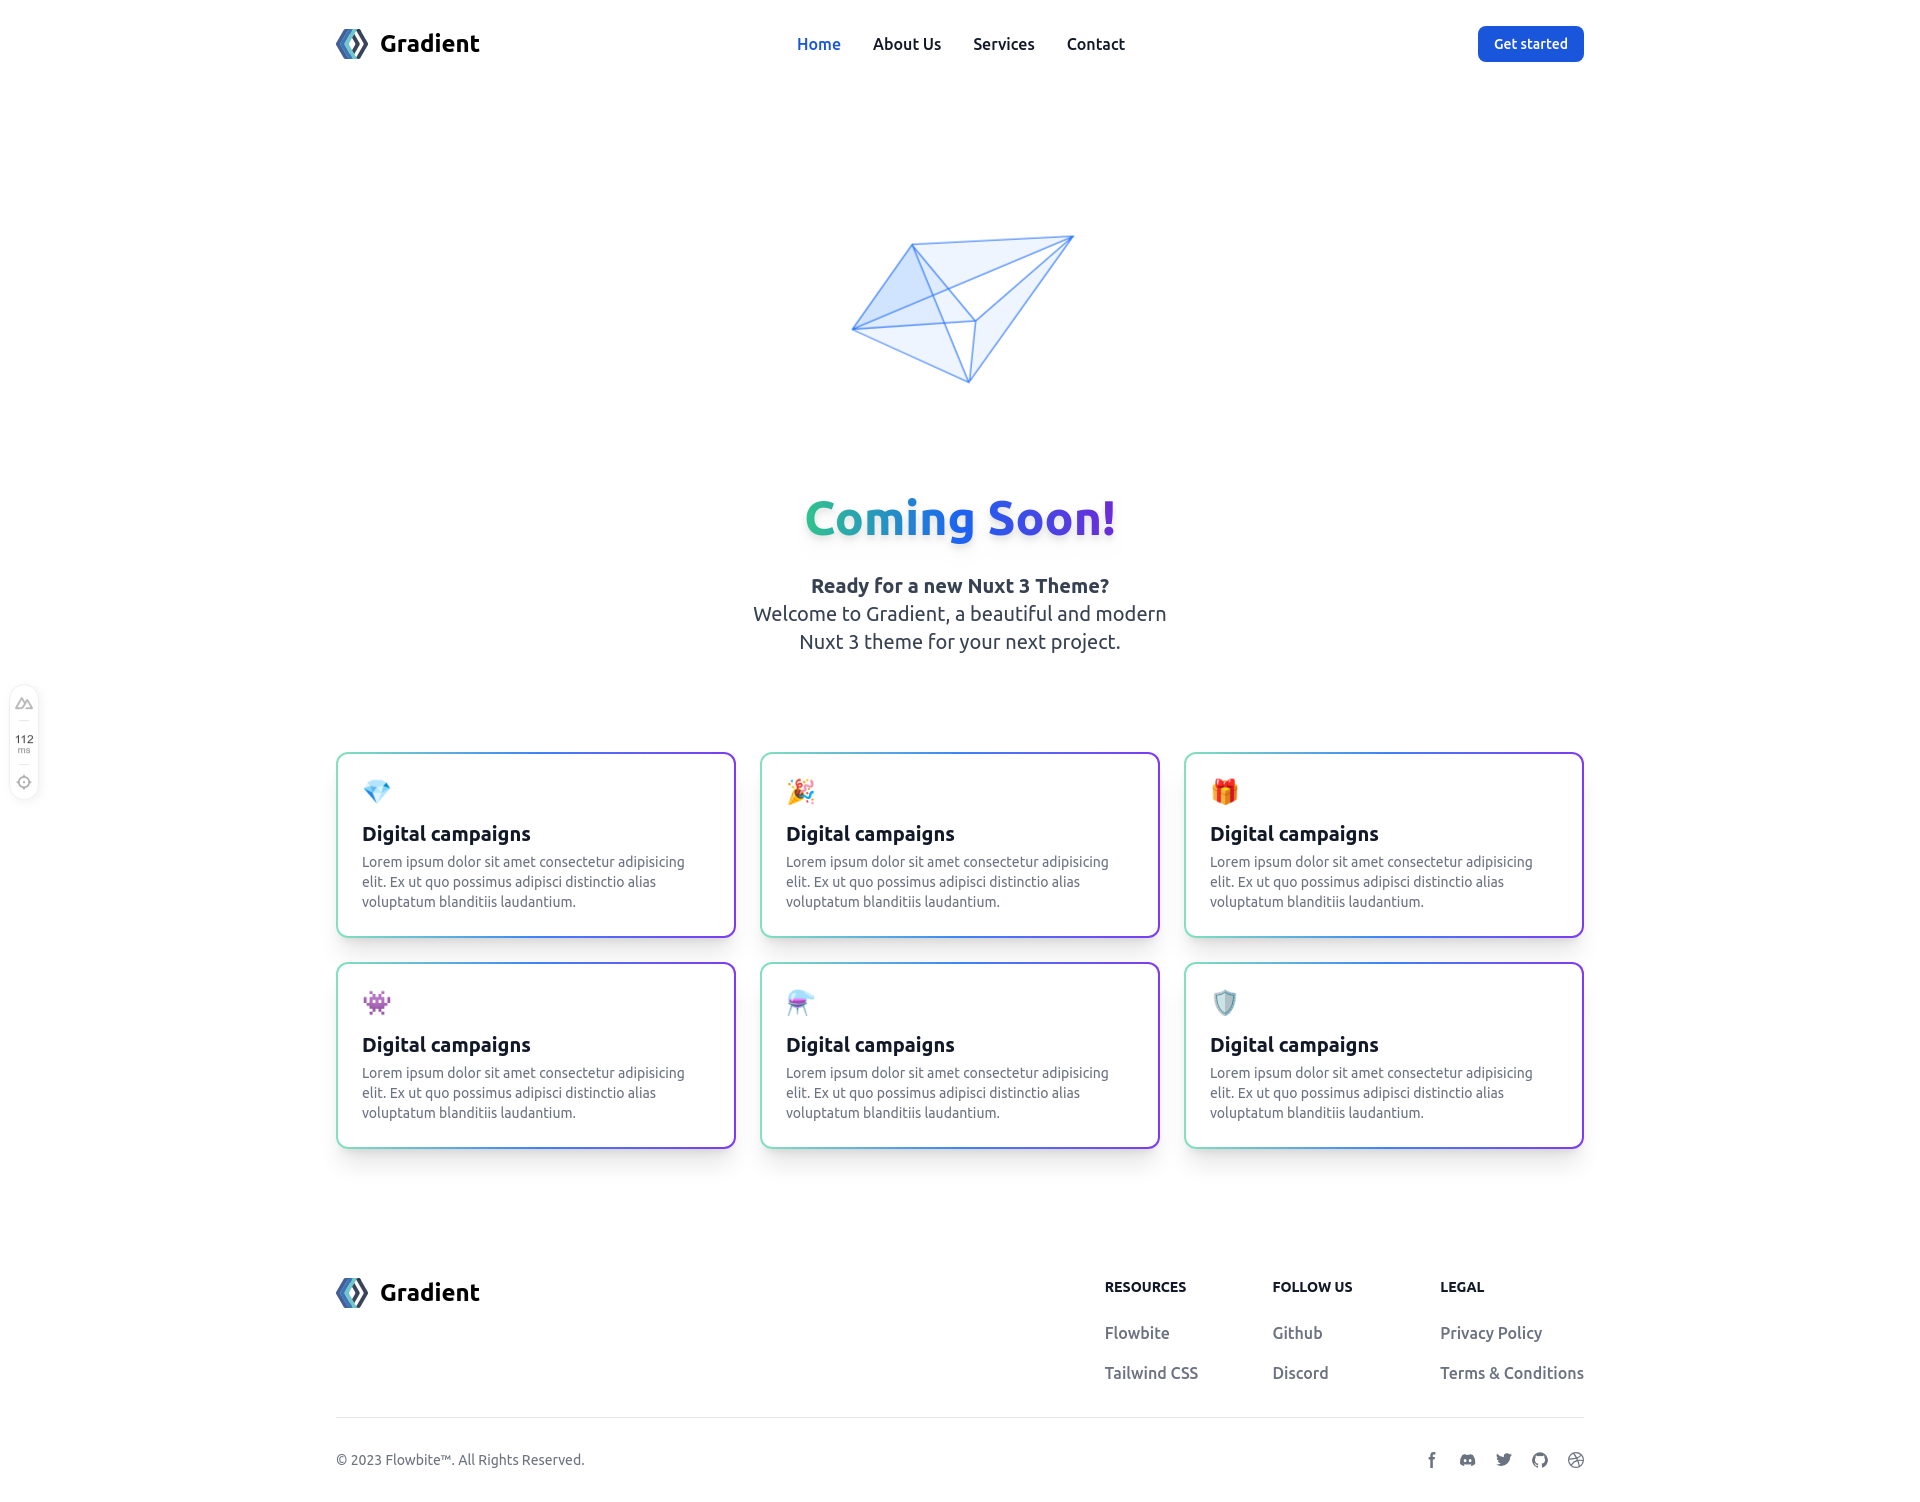 Gradient
Home
About Us
Services
Contact
Get started
Coming Soon!
Ready for a new Nuxt 3 Theme?
Welcome to Gradient, a beautiful and modern
Nuxt 3 theme for your next project.
112
ms
Digital campaigns
Lorem ipsum dolor sit amet consectetur adipisicing
elit. Ex ut quo possimus adipisci distinctio alias
voluptatum blanditiis laudantium.
Digital campaigns
Lorem ipsum dolor sit amet consectetur adipisicing
elit. Ex ut quo possimus adipisci distinctio alias
voluptatum blanditiis laudantium.
Digital campaigns
Lorem ipsum dolor sit amet consectetur adipisicing
elit. Ex ut quo possimus adipisci distinctio alias
voluptatum blanditiis laudantium.
Digital campaigns
Lorem ipsum dolor sit amet consectetur adipisicing
elit. Ex ut quo possimus adipisci distinctio alias
voluptatum blanditiis laudantium.
Digital campaigns
Lorem ipsum dolor sit amet consectetur adipisicing
elit. Ex ut quo possimus adipisci distinctio alias
voluptatum blanditiis laudantium.
Digital campaigns
Lorem ipsum dolor sit amet consectetur adipisicing
elit. Ex ut quo possimus adipisci distinctio alias
voluptatum blanditiis laudantium.
Gradient
RESOURCES
Flowbite
Tailwind CSS
FOLLOW US
Github
Discord
LEGAL
Privacy Policy
Terms & Conditions
© 2023 Flowbite™. All Rights Reserved.